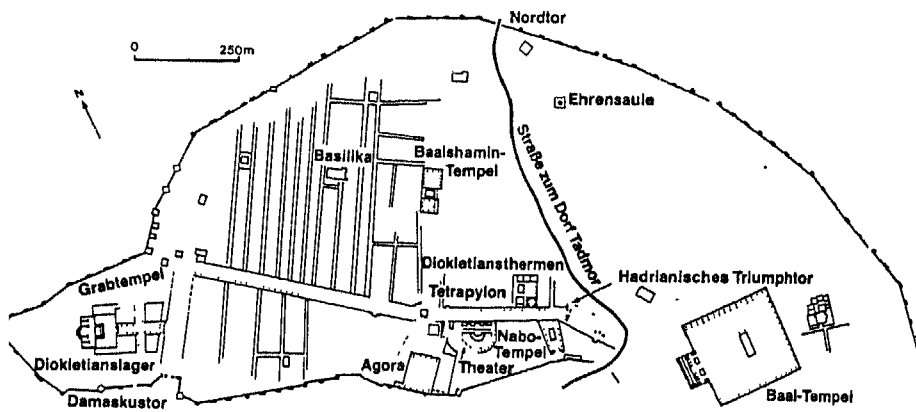 Nordtor
0 250m
N
Ehrensaule
Straße zum Dorf Tadmor
Basilika
Baalshamin-
Tempel
Diokletiansthermen
Hadrianisches Triumphtor
Grabtempel
Tetrapylon
Nabo-
Tempel
Diokletianslager
Agora
Theater
Baal-Tempel
Damaskustor